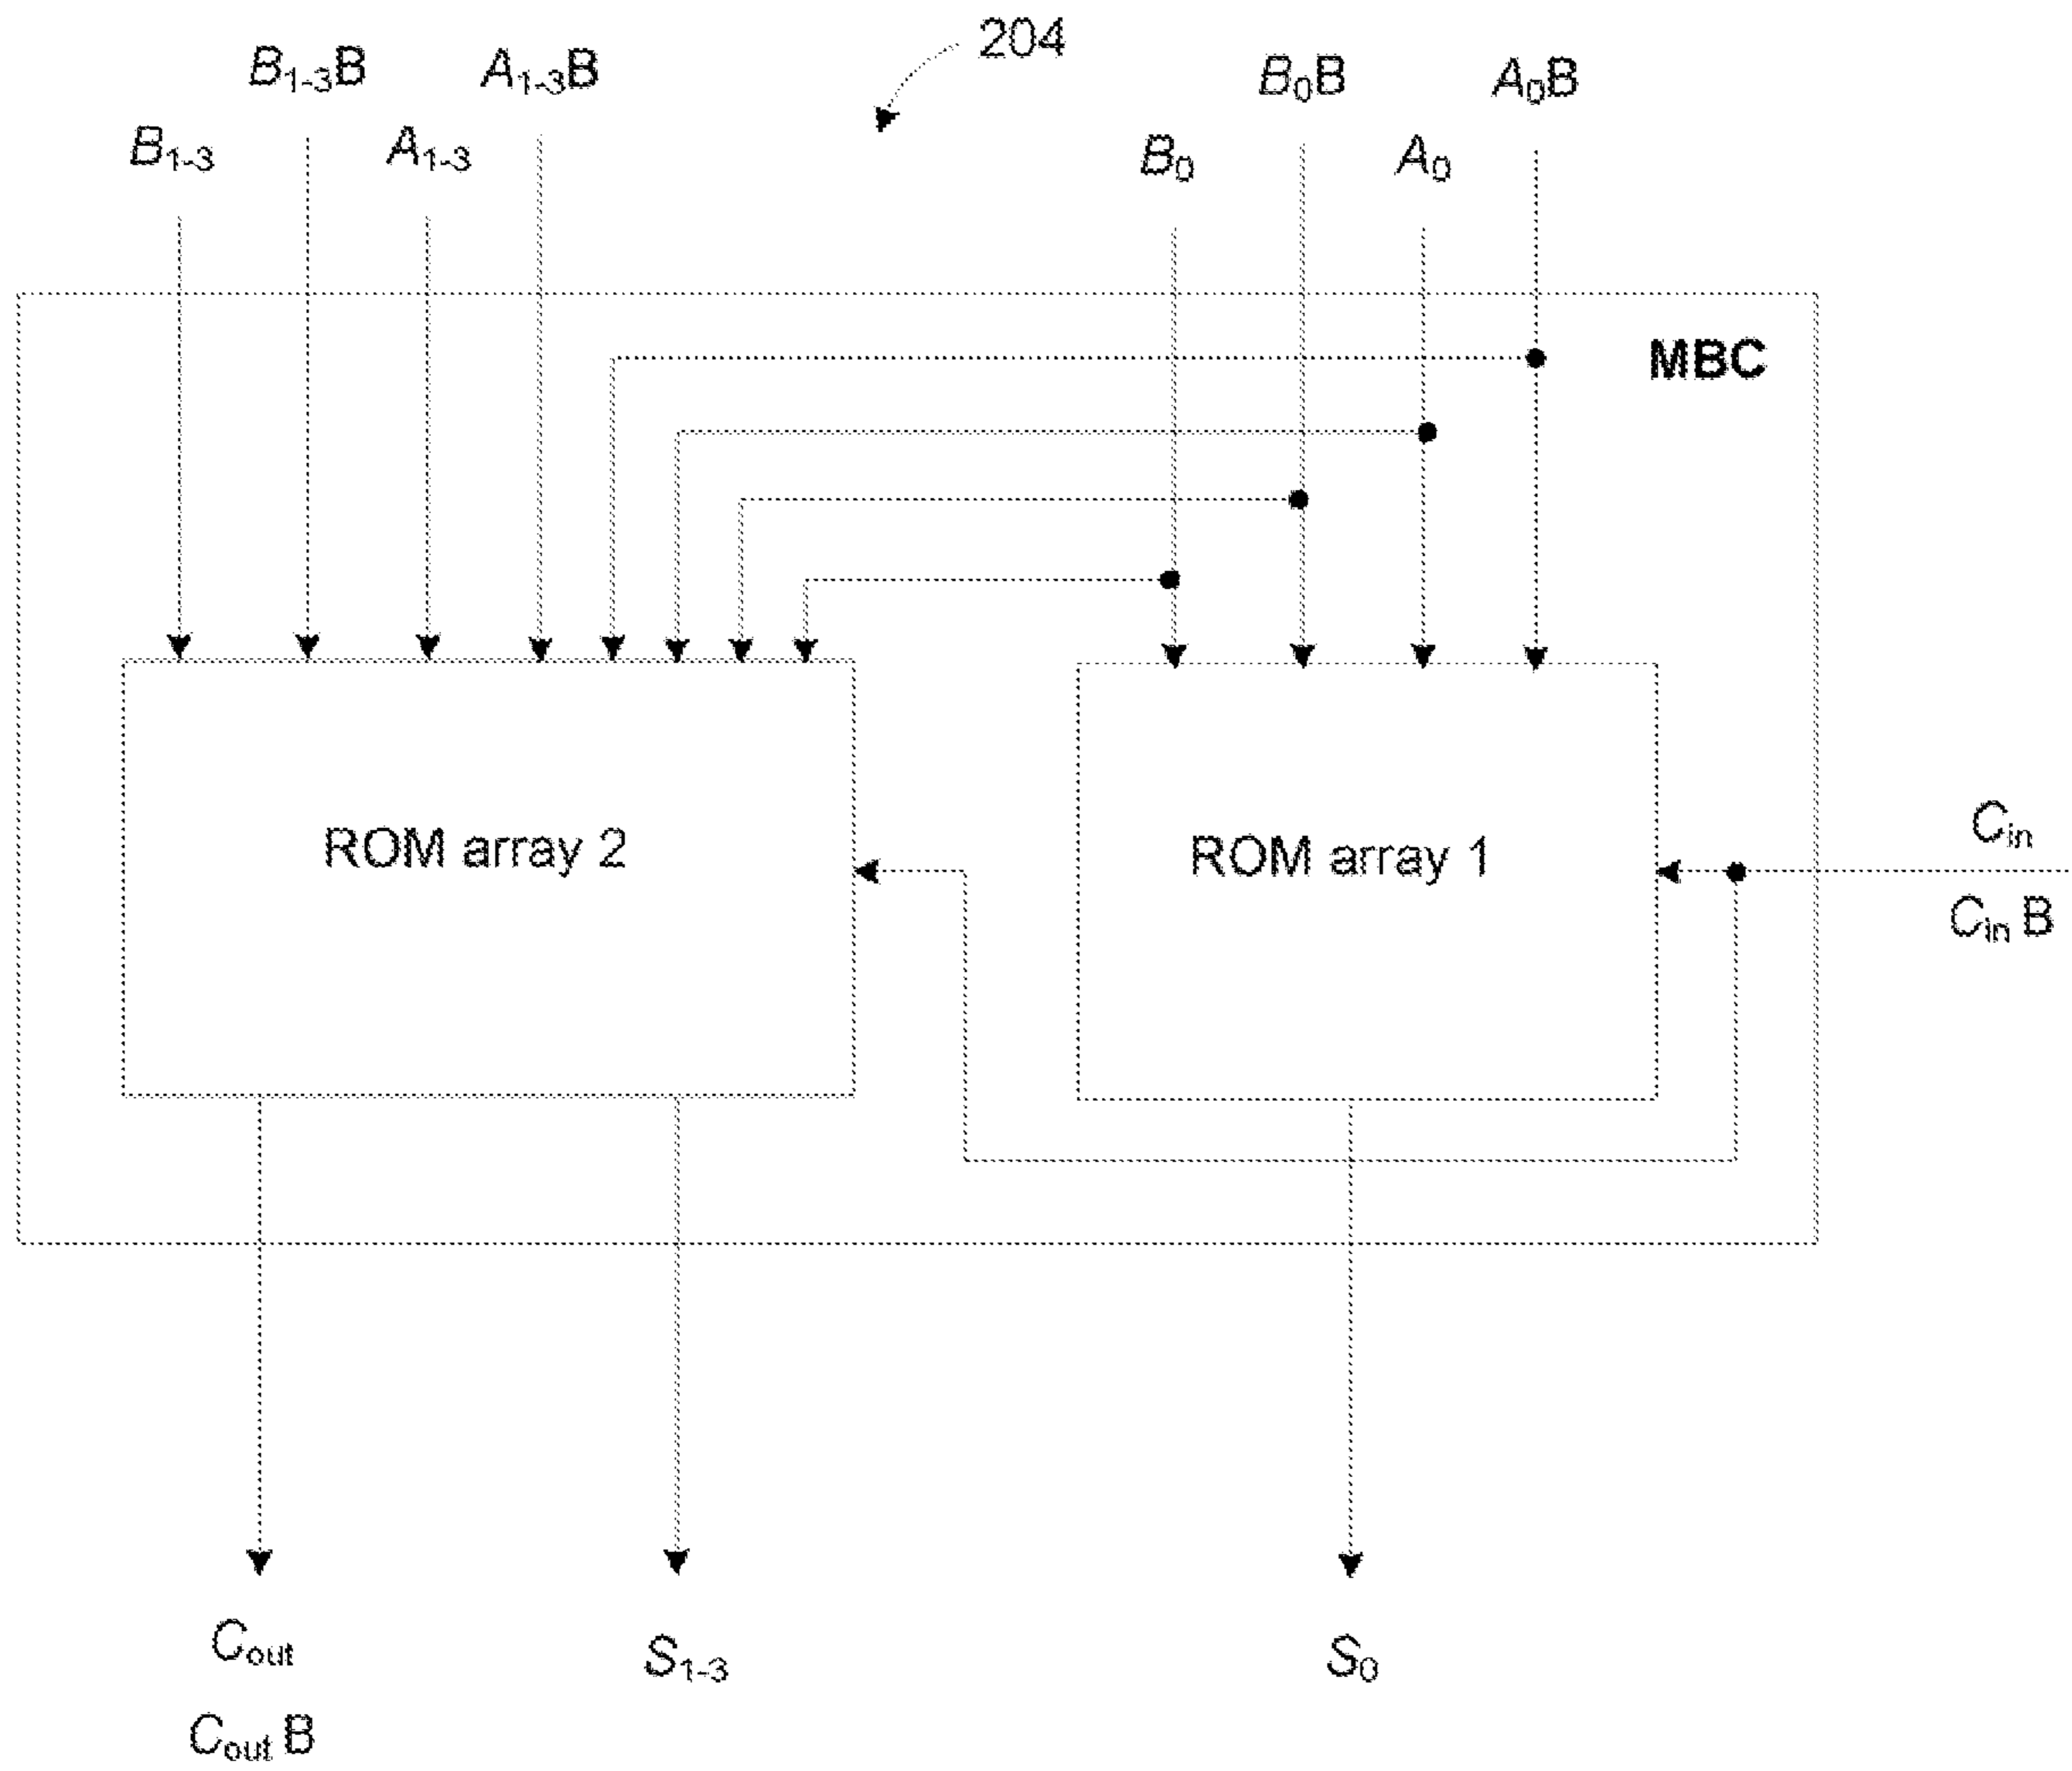 204
B₁₋₃B A₁₋₃B B₀B A₀B
B₁₋₃ A₁₋₃ B₀ A₀
MBC
ROM array 2 ROM array 1
Cᵢₙ
Cᵢₙ B
Cₒᵤₜ S₁₋₃ S₀
Cₒᵤₜ B